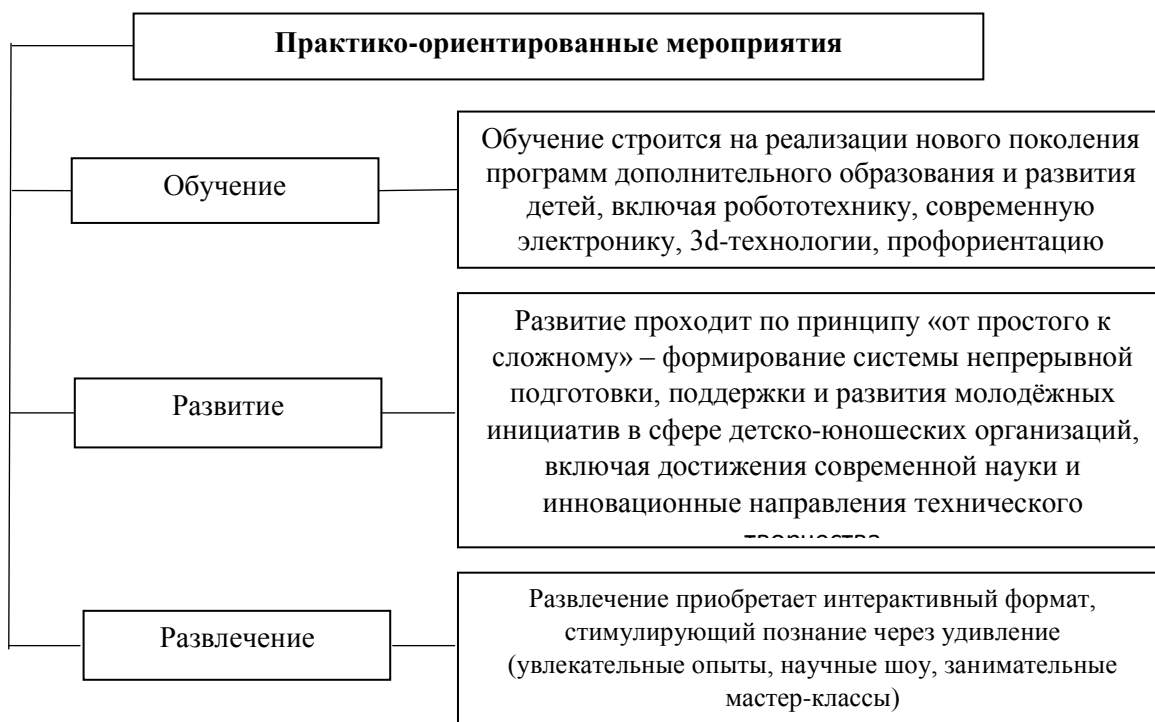 Практико-ориентированные мероприятия
Обучение
Обучение строится на реализации нового поколения
программ дополнительного образования и развития
детей, включая робототехнику, современную
электронику, 3d-технологии, профориентацию
Развитие
Развитие проходит по принципу «от простого к
сложному» – формирование системы непрерывной
подготовки, поддержки и развития молодёжных
инициатив в сфере детско-юношеских организаций,
включая достижения современной науки и
инновационные направления технического
Развлечение
Развлечение приобретает интерактивный формат,
стимулирующий познание через удивление
(увлекательные опыты, научные шоу, занимательные
мастер-классы)